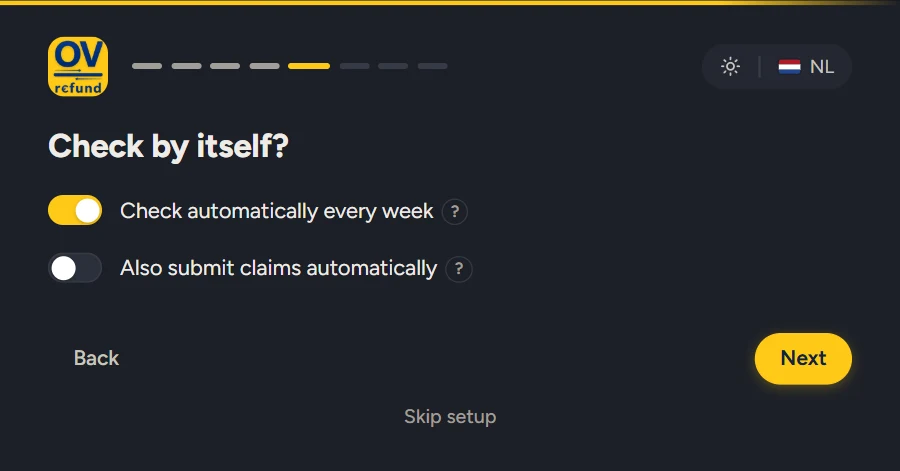 OV
refund
NL
Check by itself?
Check automatically every week ?
Also submit claims automatically ?
Back
Next
Skip setup